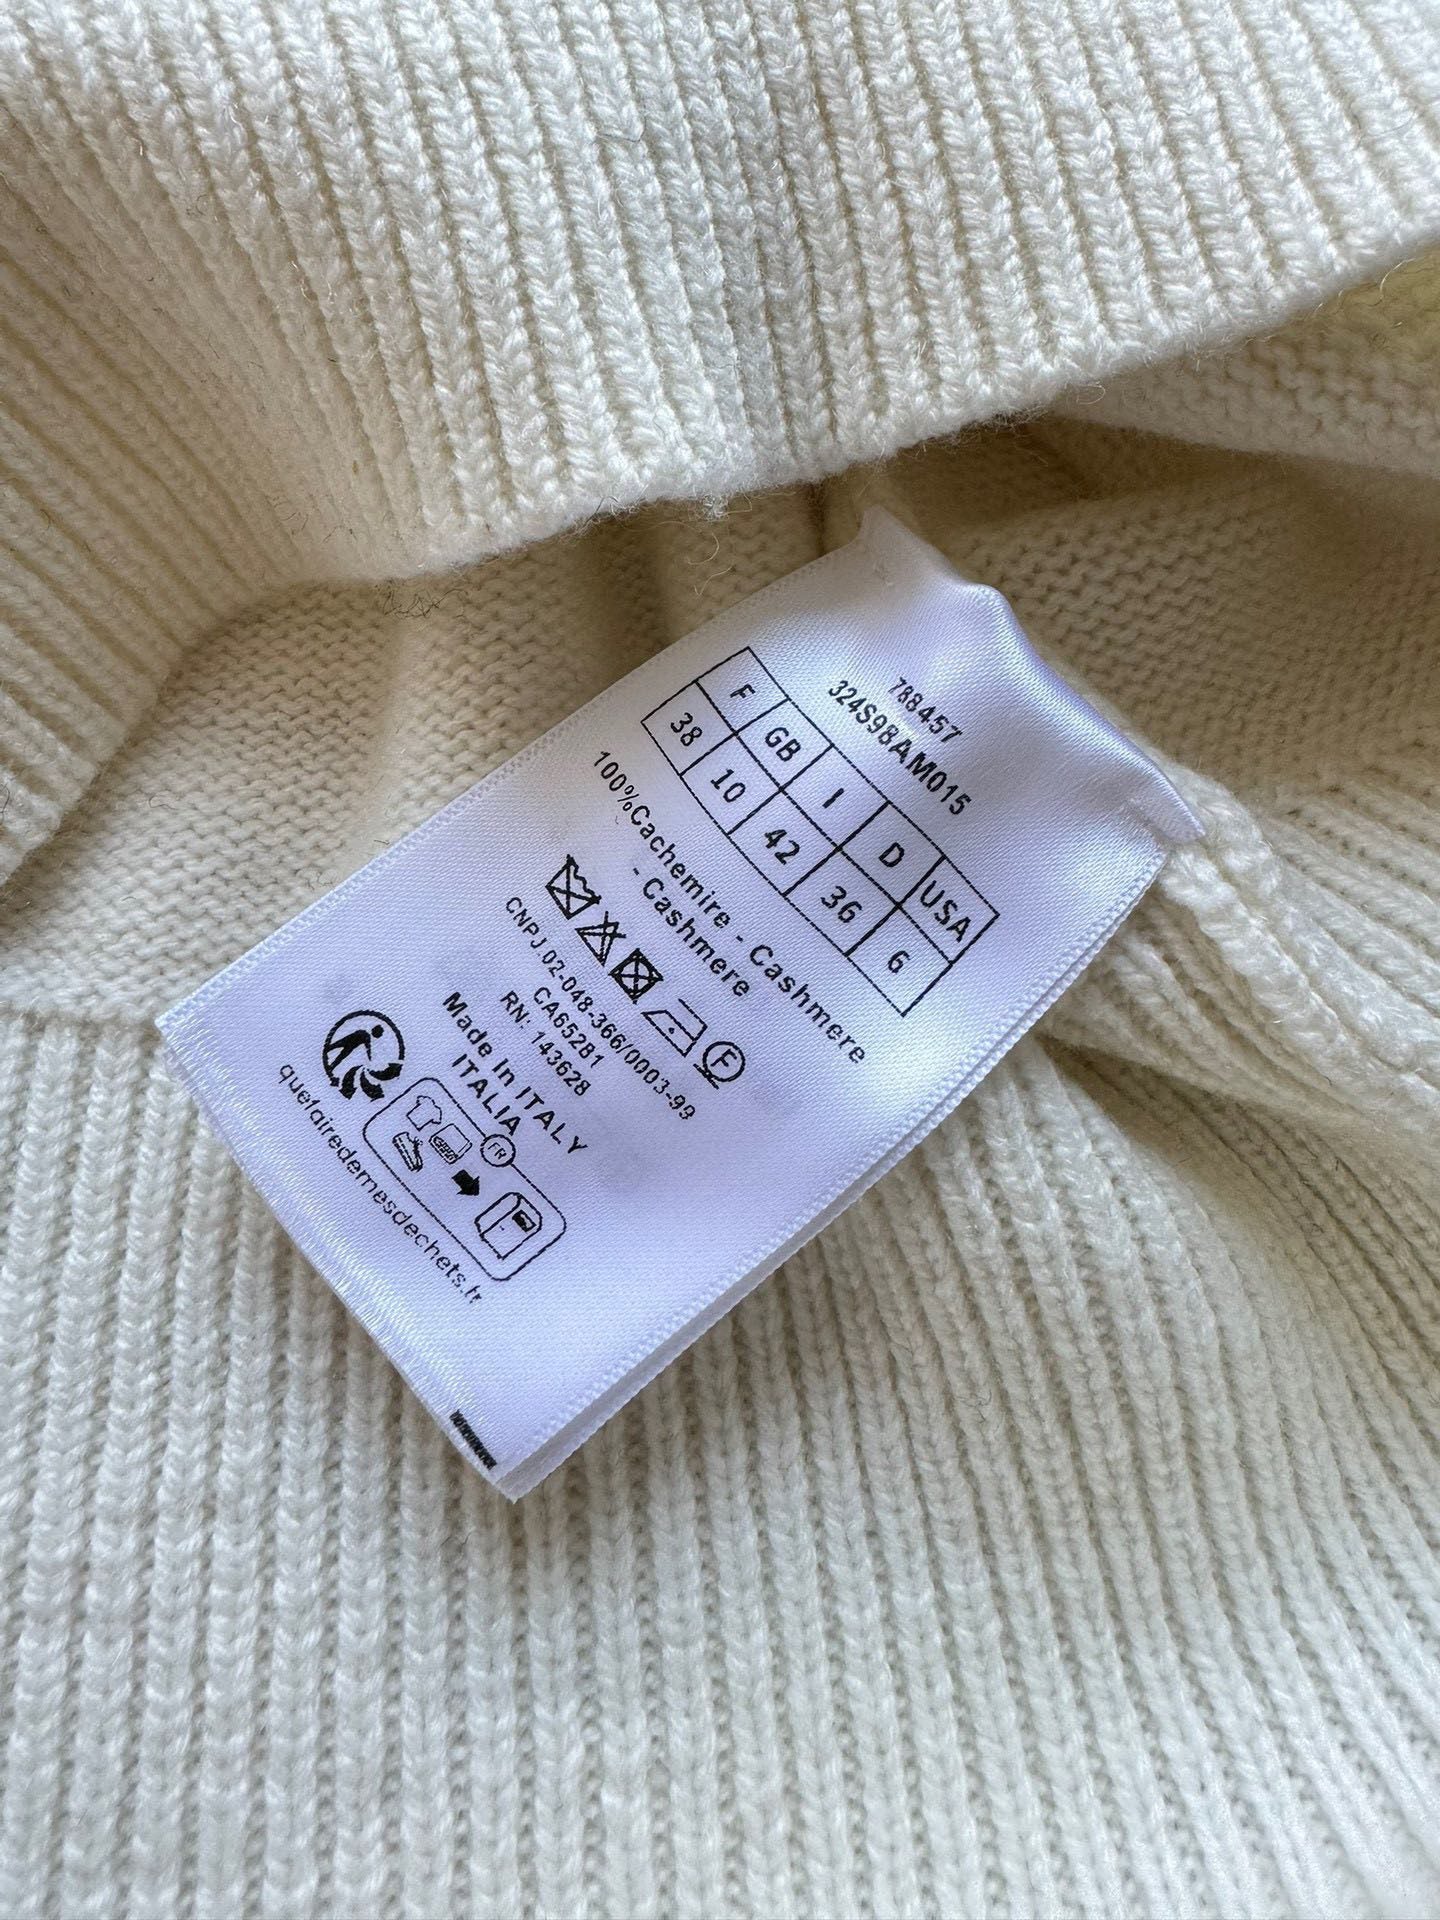 788457
324S98AM015
F GB I D USA
38 10 42 36 6
100%Cachemire - Cashmere
- Cashmere
F
CNPJ.02-048-366/0003-99
CA65281
RN: 143628
Made In ITALY
ITALIA
FR
quefairedemesdechets.fr